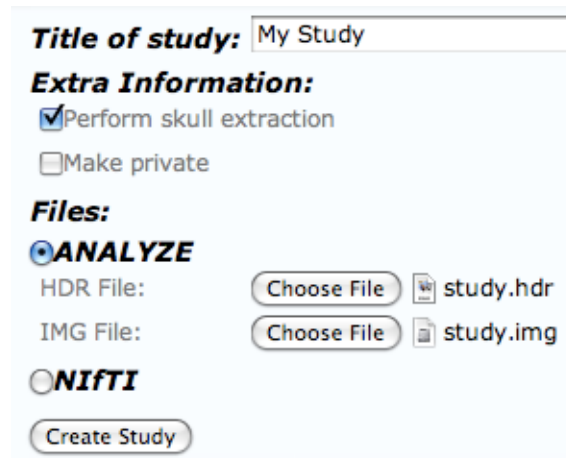 Title of study: My Study
Extra Information:
Perform skull extraction
Make private
Files:
ANALYZE
HDR File: Choose File study.hdr
IMG File: Choose File study.img
NIfTI
Create Study